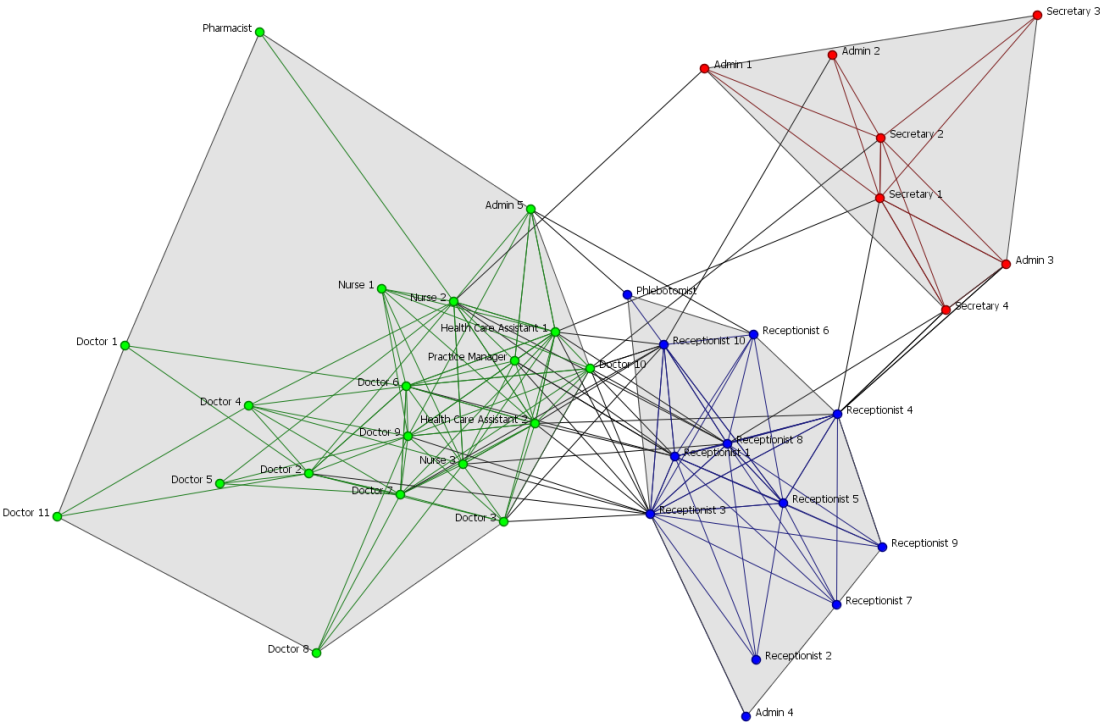 Secretary 3
Pharmacist
Admin 2
Admin 1
Secretary 2
Secretary 1
Admin 5
Admin 3
Nurse 1
Phlebotomist
Nurse 2
Secretary 4
Health Care Assistant 1
Receptionist 6
Doctor 1
Receptionist 10
Practice Manager
Doctor 10
Doctor 6
Doctor 4
Receptionist 4
Health Care Assistant 2
Doctor 9
Receptionist 8
Receptionist 1
Nurse 3
Doctor 2
Doctor 5
Doctor 7
Receptionist 5
Doctor 11
Receptionist 3
Doctor 3
Receptionist 9
Receptionist 7
Doctor 8
Receptionist 2
Admin 4